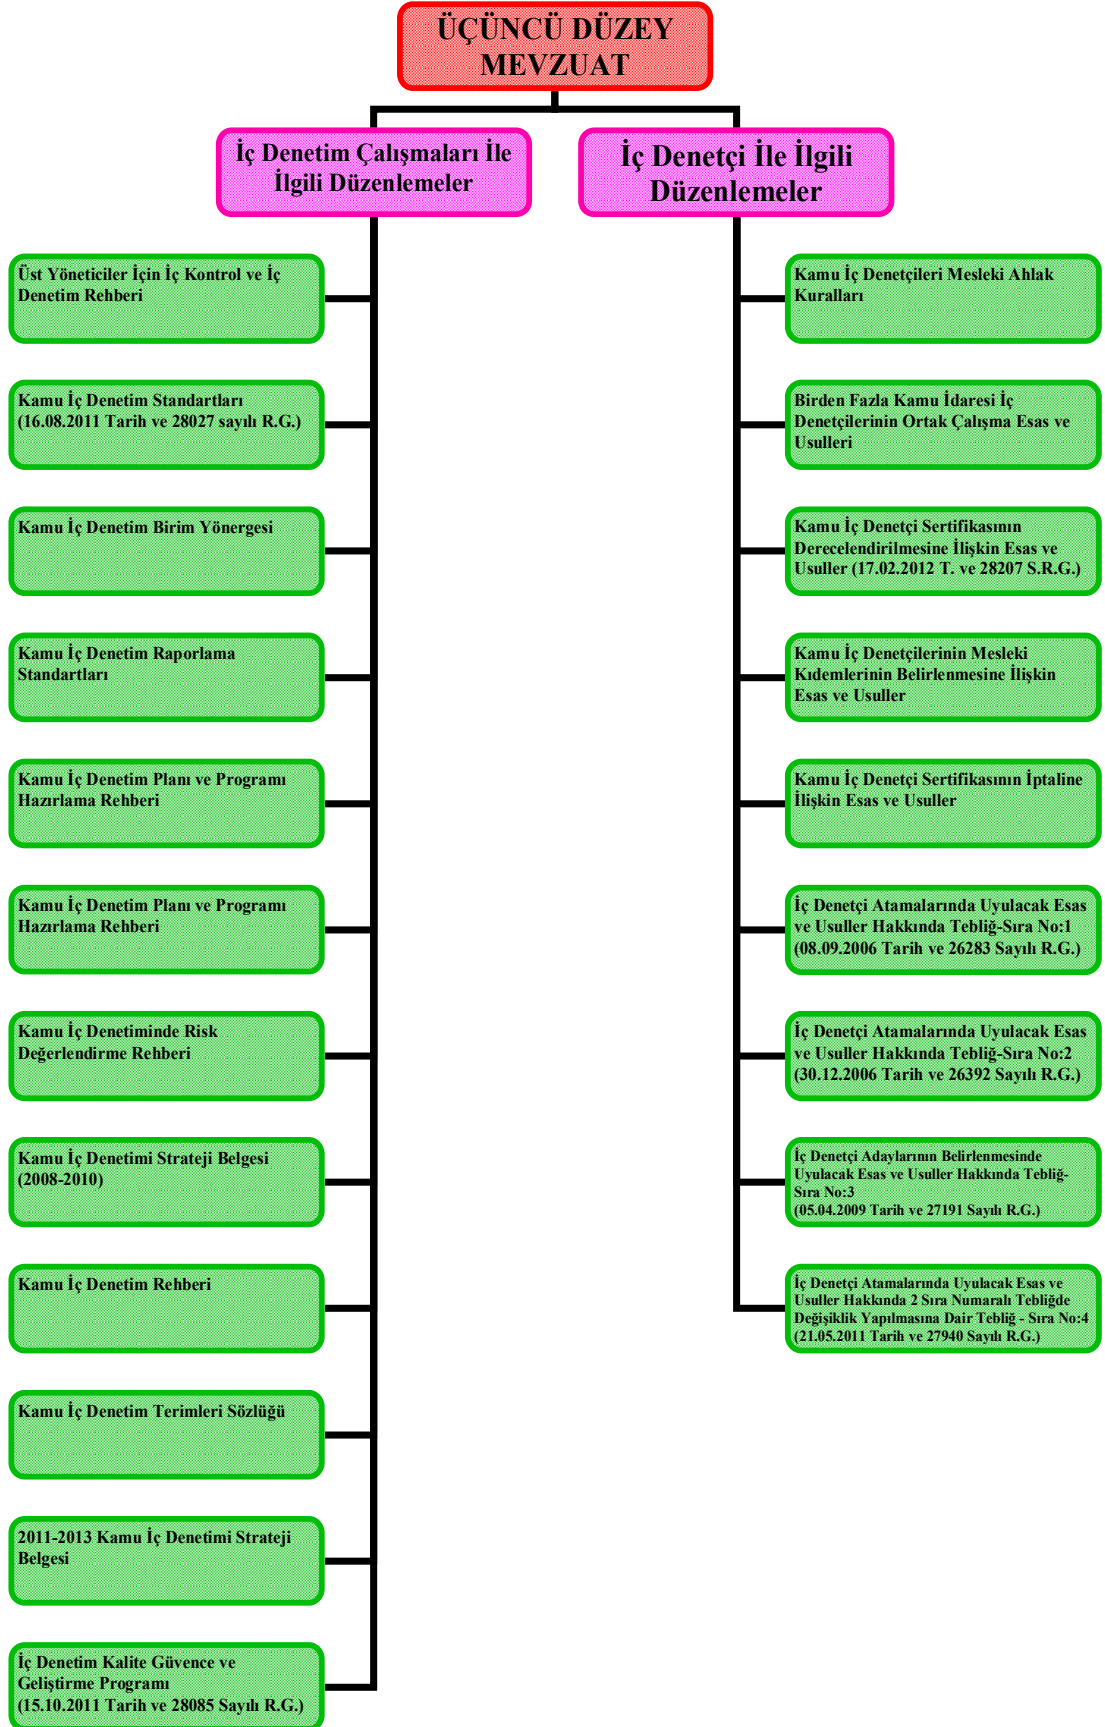 ÜÇÜNCÜ DÜZEY
MEVZUAT
İç Denetim Çalışmaları İle
İlgili Düzenlemeler
Üst Yöneticiler İçin İç Kontrol ve İç
Denetim Rehberi
Kamu İç Denetim Standartları
(16.08.2011 Tarih ve 28027 sayılı R.G.)
Kamu İç Denetim Birim Yönergesi
Kamu İç Denetim Raporlama
Standartları
Kamu İç Denetim Planı ve Programı
Hazırlama Rehberi
Kamu İç Denetim Planı ve Programı
Hazırlama Rehberi
Kamu İç Denetiminde Risk
Değerlendirme Rehberi
Kamu İç Denetimi Strateji Belgesi
(2008-2010)
Kamu İç Denetim Rehberi
Kamu İç Denetim Terimleri Sözlüğü
2011-2013 Kamu İç Denetimi Strateji
Belgesi
İç Denetim Kalite Güvence ve
Geliştirme Programı
(15.10.2011 Tarih ve 28085 Sayılı R.G.)
İç Denetçi İle İlgili
Düzenlemeler
Kamu İç Denetçileri Mesleki Ahlak
Kuralları
Birden Fazla Kamu İdaresi İç
Denetçilerinin Ortak Çalışma Esas ve
Usulleri
Kamu İç Denetçi Sertifikasının
Derecelendirilmesine İlişkin Esas ve
Usuller (17.02.2012 T. ve 28207 S.R.G.)
Kamu İç Denetçilerinin Mesleki
Kıdemlerinin Belirlenmesine İlişkin
Esas ve Usuller
Kamu İç Denetçi Sertifikasının İptaline
İlişkin Esas ve Usuller
İç Denetçi Atamalarında Uyulacak Esas
ve Usuller Hakkında Tebliğ-Sıra No:1
(08.09.2006 Tarih ve 26283 Sayılı R.G.)
İç Denetçi Atamalarında Uyulacak Esas
ve Usuller Hakkında Tebliğ-Sıra No:2
(30.12.2006 Tarih ve 26392 Sayılı R.G.)
İç Denetçi Adaylarının Belirlenmesinde
Uyulacak Esas ve Usuller Hakkında Tebliğ-
Sıra No:3
(05.04.2009 Tarih ve 27191 Sayılı R.G.)
İç Denetçi Atamalarında Uyulacak Esas ve
Usuller Hakkında 2 Sıra Numaralı Tebliğde
Değişiklik Yapılmasına Dair Tebliğ - Sıra No:4
(21.05.2011 Tarih ve 27940 Sayılı R.G.)